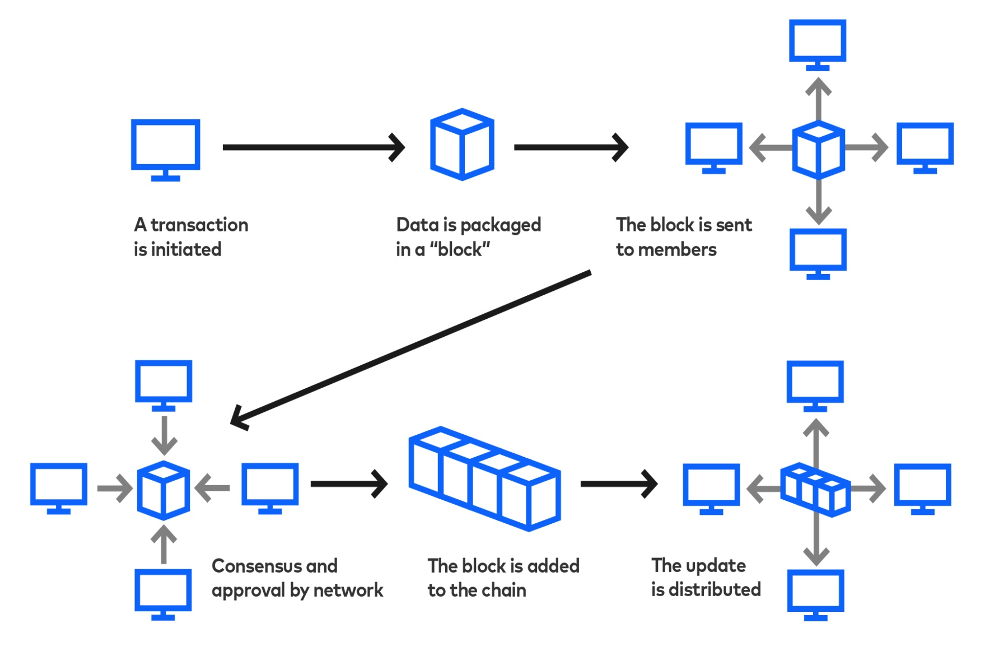 A transaction
is initiated
Data is packaged
in a “block”
The block is sent
to members
Consensus and
approval by network
The block is added
to the chain
The update
is distributed